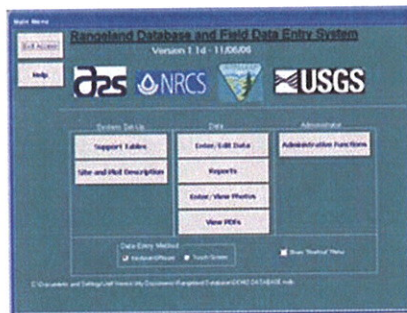 Main Menu
Exit Access
Rangeland Database and Field Data Entry System
Version 1.1d - 11/06/06
Help
ars
NRCS
USGS
System Set-Up
Data
Administrator
Support Tables
Enter/Edit Data
Administrative Functions
Site and Plot Description
Reports
Enter/View Photos
View PDFs
Data Entry Method
Keyboard/Mouse
Touch Screen
Show Shortcut Menu